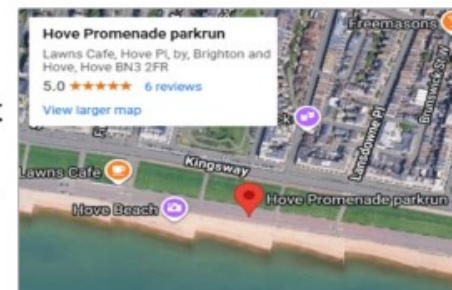 Hove Promenade parkrun
Lawns Cafe, Hove Pl, by, Brighton and
Hove, Hove BN3 2FR
5.0 ★★★★★ 6 reviews
View larger map
Freemasons
Brunswick St W
Lansdowne Pl
Kingsway
Lawns Cafe
Hove Promenade parkrun
Hove Beach